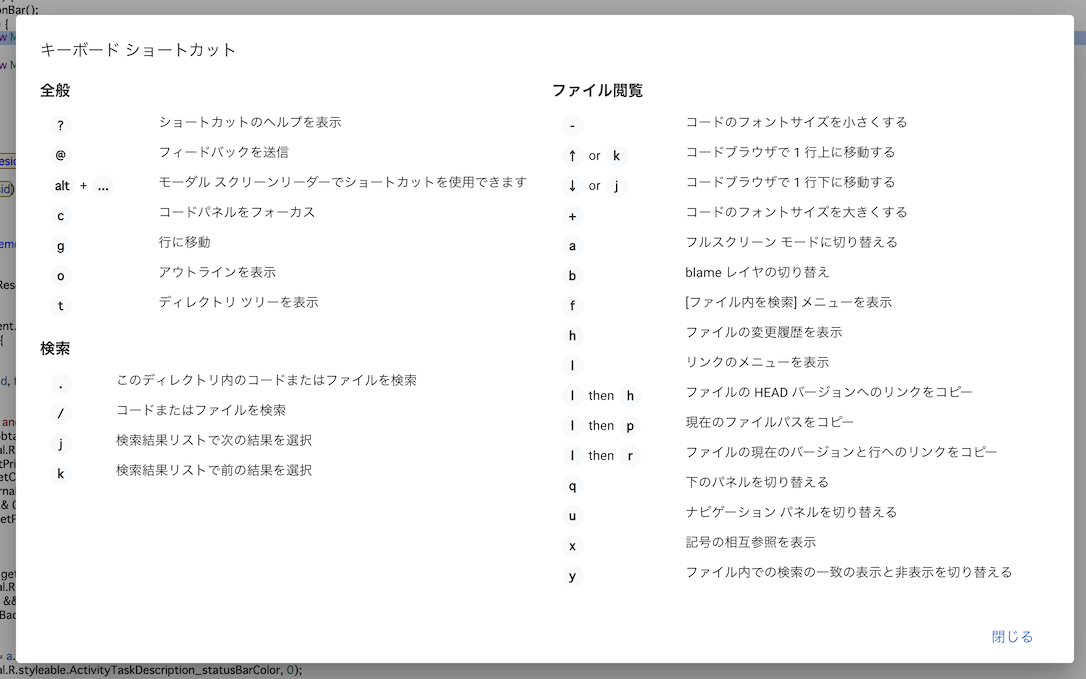 onBar();
キーボード ショートカット
全般
? ショートカットのヘルプを表示
@ フィードバックを送信
alt + ... モーダル スクリーンリーダーでショートカットを使用できます
c コードパネルをフォーカス
g 行に移動
o アウトラインを表示
t ディレクトリ ツリーを表示
検索
. このディレクトリ内のコードまたはファイルを検索
/ コードまたはファイルを検索
j 検索結果リストで次の結果を選択
k 検索結果リストで前の結果を選択
ファイル閲覧
- コードのフォントサイズを小さくする
↑ or k コードブラウザで 1 行上に移動する
↓ or j コードブラウザで 1 行下に移動する
+ コードのフォントサイズを大きくする
a フルスクリーン モードに切り替える
b blame レイヤの切り替え
f [ファイル内を検索] メニューを表示
h ファイルの変更履歴を表示
l リンクのメニューを表示
l then h ファイルの HEAD バージョンへのリンクをコピー
l then p 現在のファイルパスをコピー
l then r ファイルの現在のバージョンと行へのリンクをコピー
q 下のパネルを切り替える
u ナビゲーション パネルを切り替える
x 記号の相互参照を表示
y ファイル内での検索の一致の表示と非表示を切り替える
閉じる
al.R.styleable.ActivityTaskDescription_statusBarColor, 0);